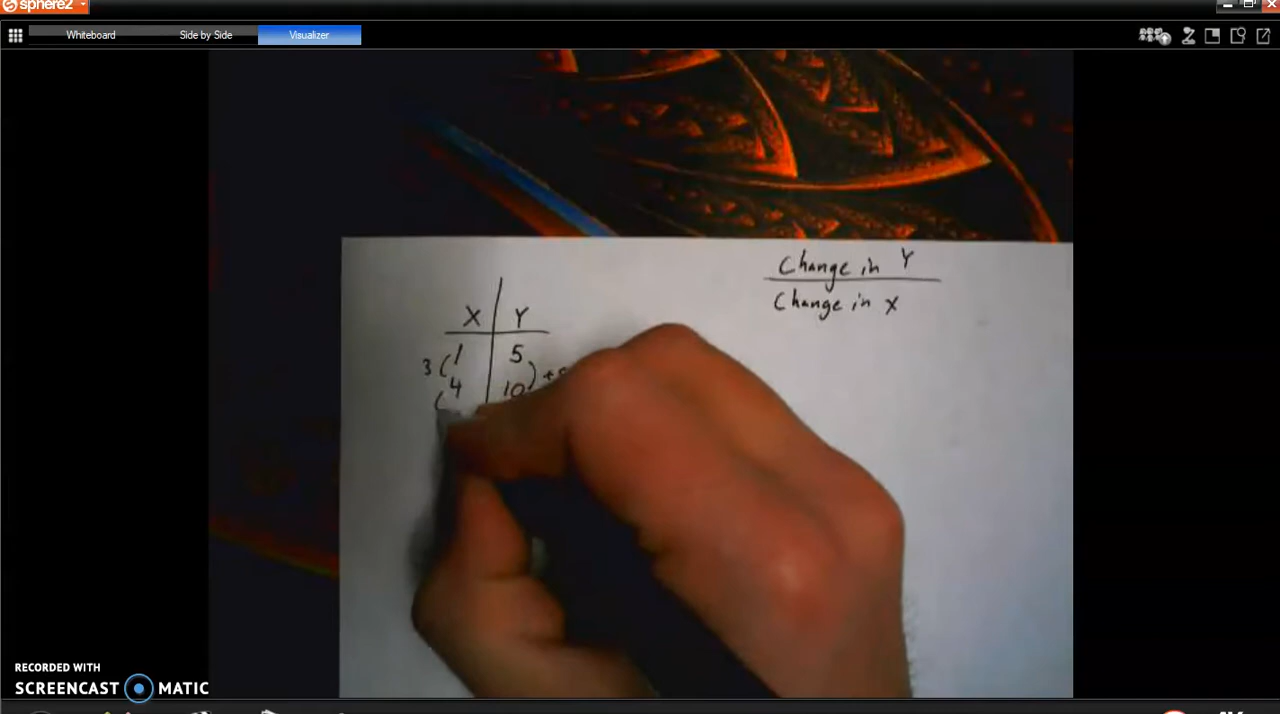 sphere2
Whiteboard Side by Side Visualizer
Change in Y
Change in X
X Y
1 5
3 (
4 10 ) +
(
RECORDED WITH
SCREENCAST MATIC